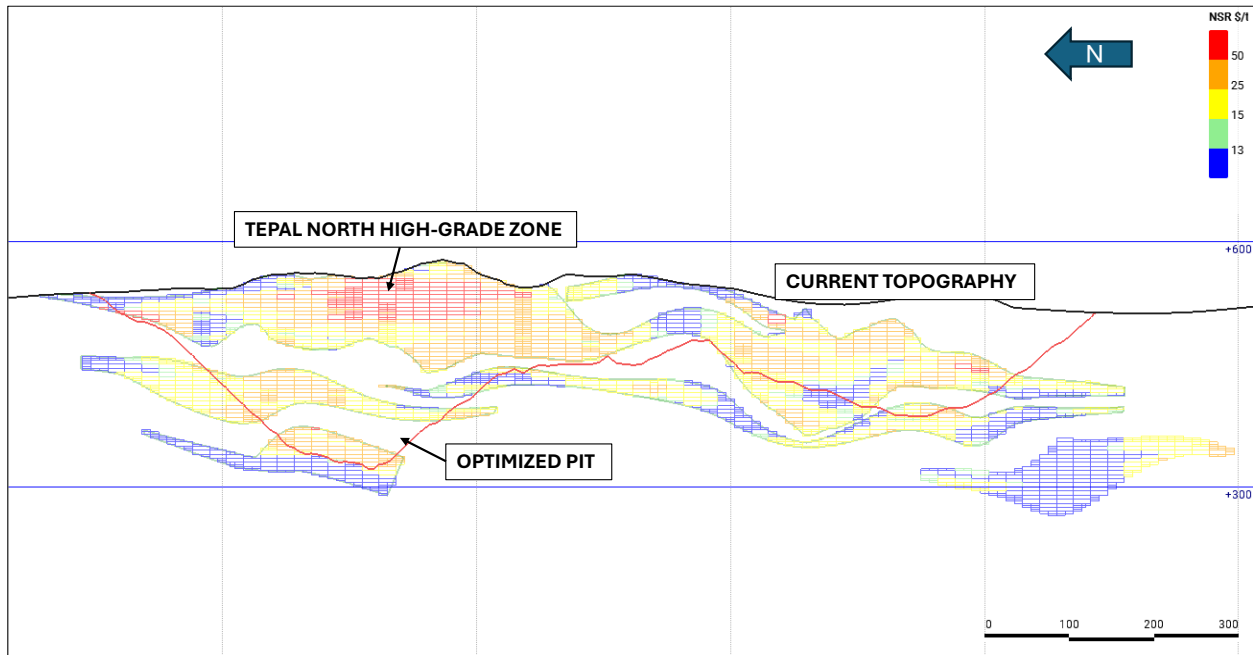 NSR $/t
50
25
15
13
N
TEPAL NORTH HIGH-GRADE ZONE
+600
CURRENT TOPOGRAPHY
OPTIMIZED PIT
+300
0 100 200 300